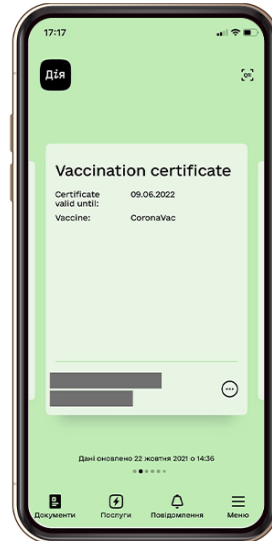 17:17
Дія
Vaccination certificate
Certificate valid until: 09.06.2022
Vaccine: CoronaVac
Дані оновлено 22 жовтня 2021 о 14:36
Документи Послуги Повідомлення Меню